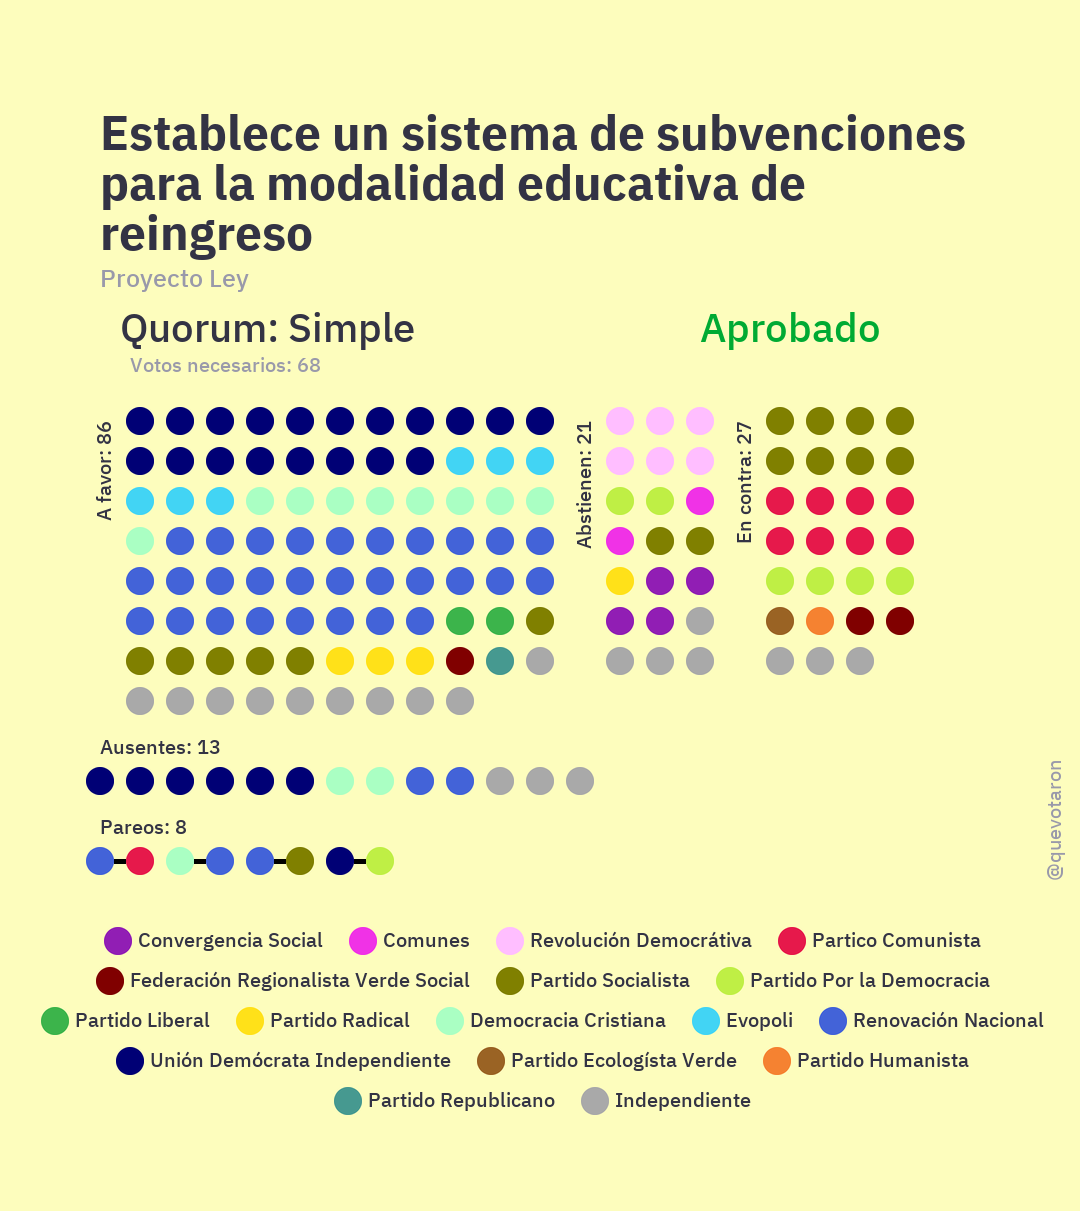 Establece un sistema de subvenciones
para la modalidad educativa de
reingreso
Proyecto Ley
Quorum: Simple
Aprobado
Votos necesarios: 68
A favor: 86
Abstienen: 21
En contra: 27
Ausentes: 13
Pareos: 8
@quevotaron
Convergencia Social Comunes Revolución Democrátiva Partico Comunista
Federación Regionalista Verde Social Partido Socialista Partido Por la Democracia
Partido Liberal Partido Radical Democracia Cristiana Evopoli Renovación Nacional
Unión Demócrata Independiente Partido Ecologísta Verde Partido Humanista
Partido Republicano Independiente